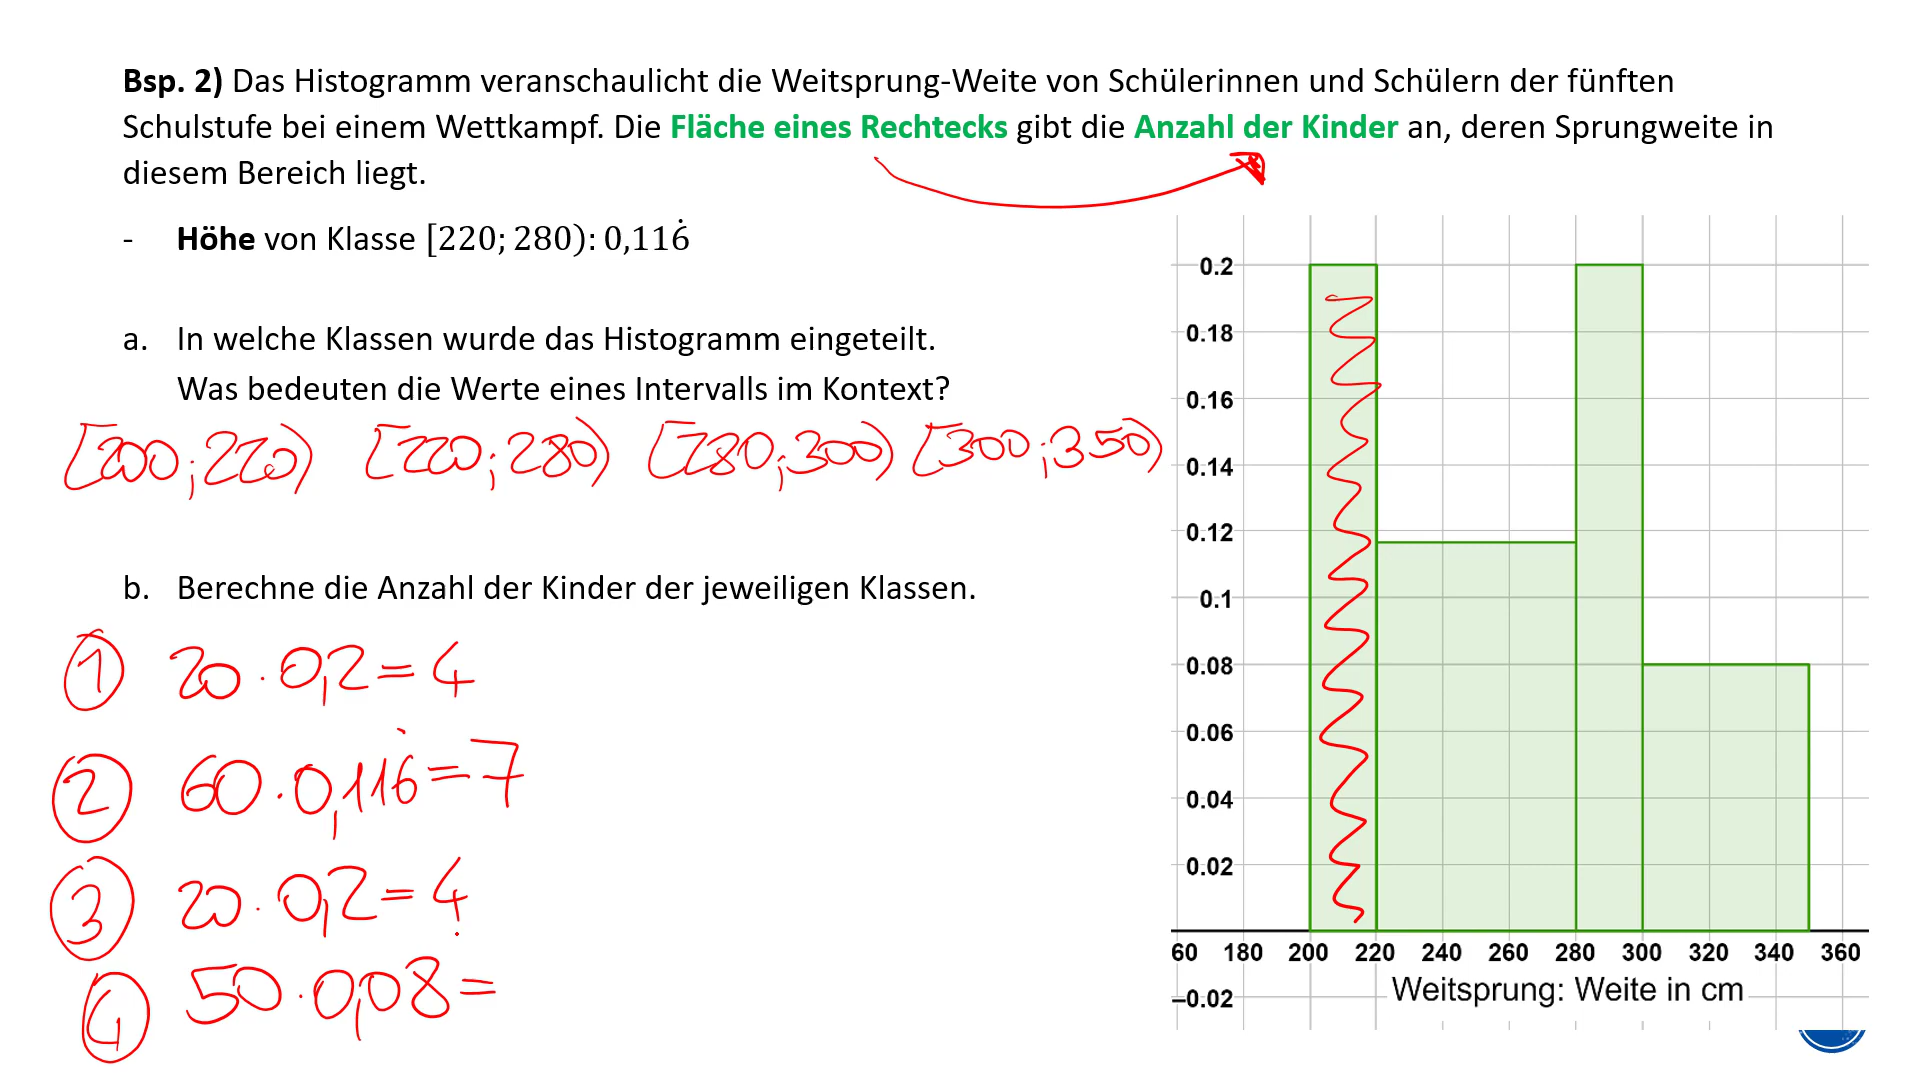 Bsp. 2) Das Histogramm veranschaulicht die Weitsprung-Weite von Schülerinnen und Schülern der fünften
Schulstufe bei einem Wettkampf. Die Fläche eines Rechtecks gibt die Anzahl der Kinder an, deren Sprungweite in
diesem Bereich liegt.
- Höhe von Klasse [220; 280): 0,116̇
a. In welche Klassen wurde das Histogramm eingeteilt.
Was bedeuten die Werte eines Intervalls im Kontext?
[200;220) [220;280) [280;300) [300;350)
b. Berechne die Anzahl der Kinder der jeweiligen Klassen.
① 20 · 0,2 = 4
② 60 · 0,116̇ = 7
③ 20 · 0,2 = 4
④ 50 · 0,08 =
0.2
0.18
0.16
0.14
0.12
0.1
0.08
0.06
0.04
0.02
60 180 200 220 240 260 280 300 320 340 360
–0.02
Weitsprung: Weite in cm